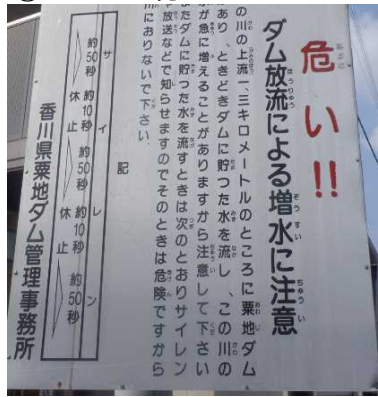 危い!!
ダム放流による増水に注意
の川の上流一、三キロメートルのところに粟地ダム
あり、ときどきダムに貯つた水を流し、この川の
水が急に増えることがありますから注意して下さい
またダムに貯つた水を流すときは次のとおりサイレン
放送などで知らせますのでそのときは危険ですから
川におりないで下さい。
記
サイレン
約50秒 休止約10秒 約50秒 休止約10秒 約50秒
香川県粟地ダム管理事務所